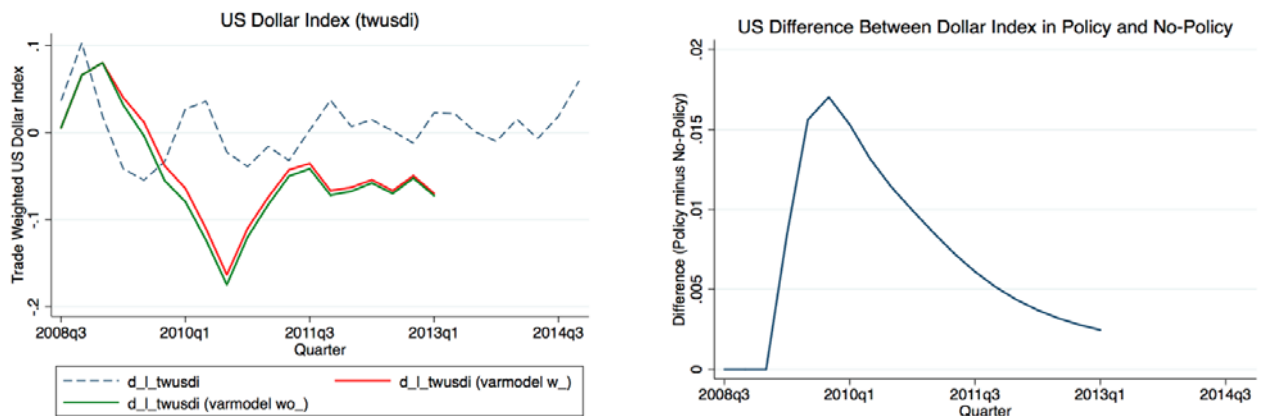 US Dollar Index (twusdi)
Trade Weighted US Dollar Index
.1
0
-.1
-.2
2008q3 2010q1 2011q3 2013q1 2014q3
Quarter
d_l_twusdi d_l_twusdi (varmodel w_)
d_l_twusdi (varmodel wo_)
US Difference Between Dollar Index in Policy and No-Policy
Difference (Policy minus No-Policy)
.02
.015
.01
.005
0
2008q3 2010q1 2011q3 2013q1 2014q3
Quarter